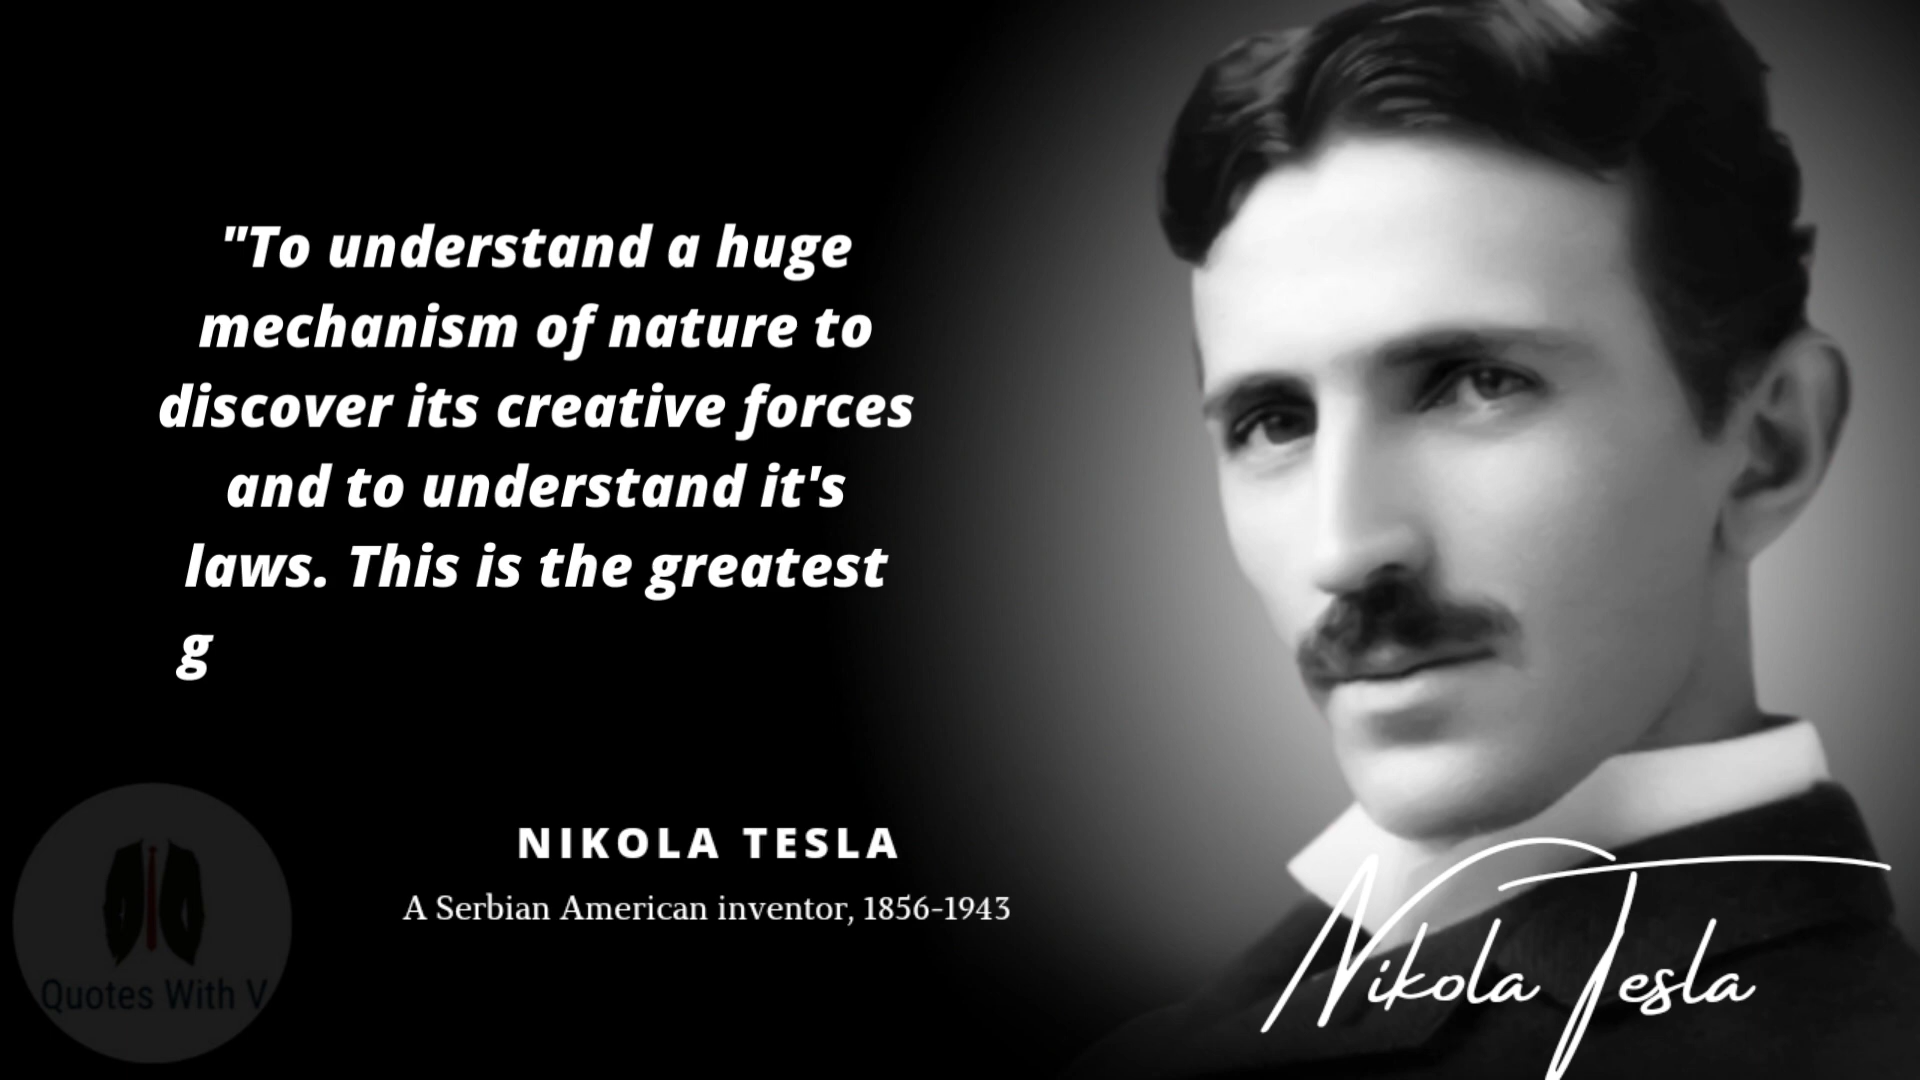 "To understand a huge
mechanism of nature to
discover its creative forces
and to understand it's
laws. This is the greatest
g
NIKOLA TESLA
A Serbian American inventor, 1856-1943
Nikola Tesla
Quotes With V